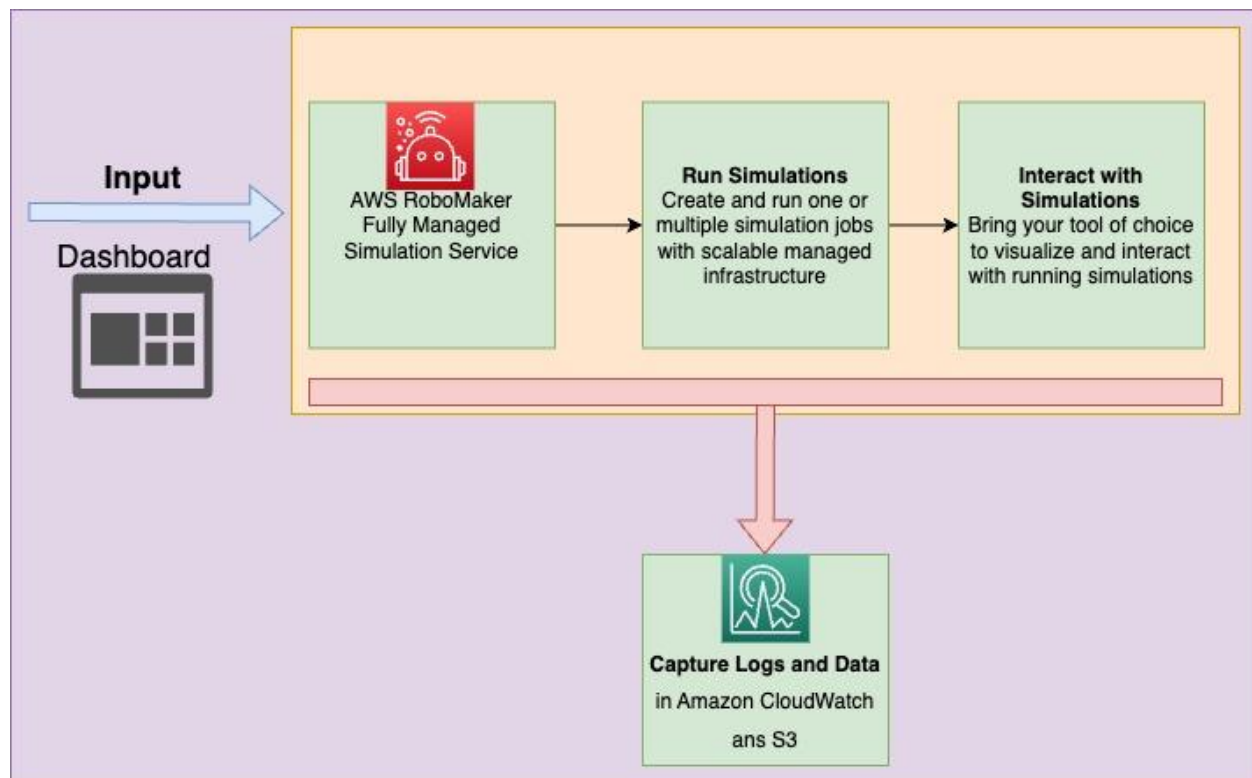 Input
Dashboard
AWS RoboMaker
Fully Managed
Simulation Service
Run Simulations
Create and run one or
multiple simulation jobs
with scalable managed
infrastructure
Interact with
Simulations
Bring your tool of choice
to visualize and interact
with running simulations
Capture Logs and Data
in Amazon CloudWatch
ans S3